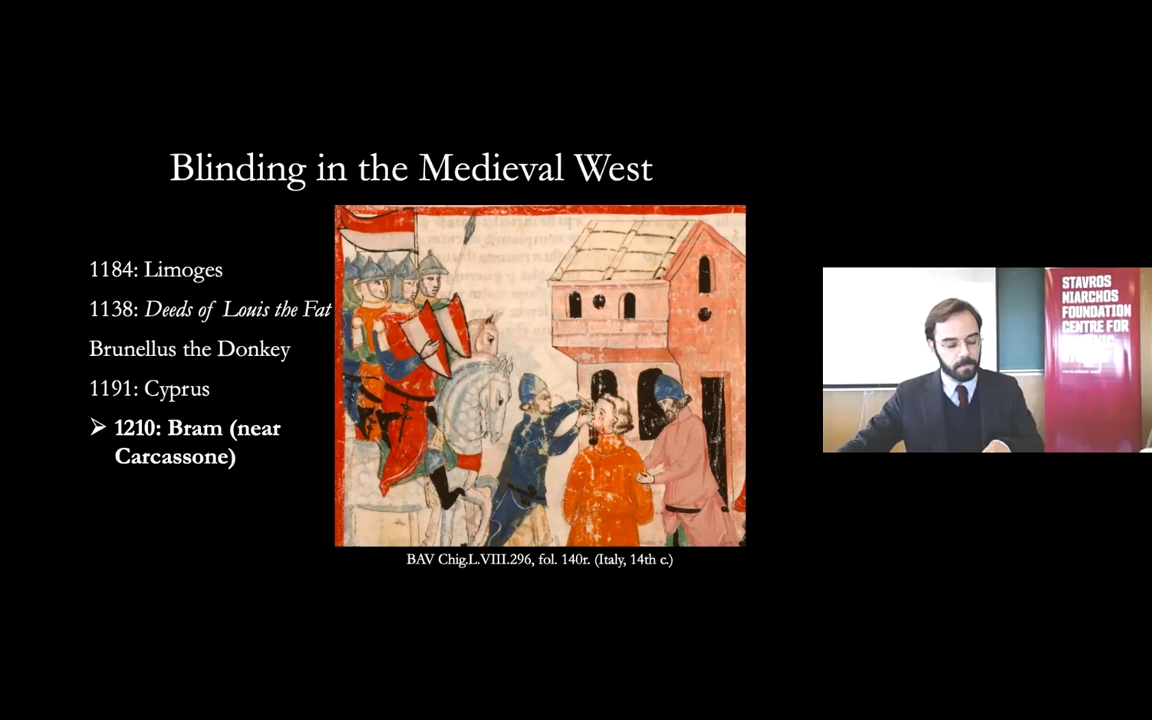 Blinding in the Medieval West
1184: Limoges
1138: Deeds of Louis the Fat
Brunellus the Donkey
1191: Cyprus
➢ 1210: Bram (near
Carcassone)
BAV Chig.L.VIII.296, fol. 140r. (Italy, 14th c.)
STAVROS
NIARCHOS
FOUNDATION
CENTRE FOR